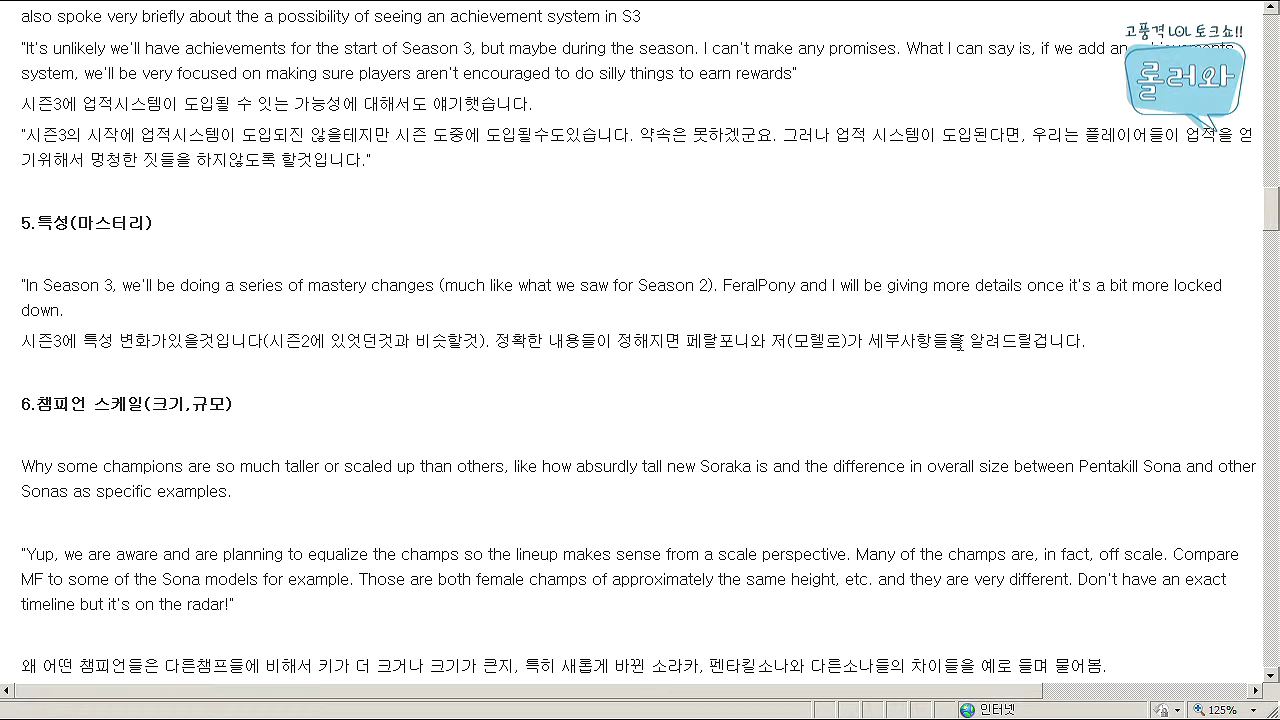 also spoke very briefly about the a possibility of seeing an achievement system in S3
고품격 LOL 토크쇼!!
롤러와
"It's unlikely we'll have achievements for the start of Season 3, but maybe during the season. I can't make any promises. What I can say is, if we add an
system, we'll be very focused on making sure players aren't encouraged to do silly things to earn rewards"
시즌3에 업적시스템이 도입될 수 잇는 가능성에 대해서도 얘기했습니다.
"시즌3의 시작에 업적시스템이 도입되진 않을테지만 시즌 도중에 도입될수도있습니다. 약속은 못하겠군요. 그러나 업적 시스템이 도입된다면, 우리는 플레이어들이 업적을 얻
기위해서 멍청한 짓들을 하지않도록 할것입니다."
5.특성(마스터리)
"In Season 3, we'll be doing a series of mastery changes (much like what we saw for Season 2). FeralPony and I will be giving more details once it's a bit more locked
down.
시즌3에 특성 변화가있을것입니다(시즌2에 있엇던것과 비슷할것). 정확한 내용들이 정해지면 페랄포니와 저(모렐로)가 세부사항들을 알려드릴겁니다.
6.챔피언 스케일(크기,규모)
Why some champions are so much taller or scaled up than others, like how absurdly tall new Soraka is and the difference in overall size between Pentakill Sona and other
Sonas as specific examples.
"Yup, we are aware and are planning to equalize the champs so the lineup makes sense from a scale perspective. Many of the champs are, in fact, off scale. Compare
MF to some of the Sona models for example. Those are both female champs of approximately the same height, etc. and they are very different. Don't have an exact
timeline but it's on the radar!"
왜 어떤 챔피언들은 다른챔프들에 비해서 키가 더 크거나 크기가 큰지, 특히 새롭게 바뀐 소라카, 펜타킬소나와 다른소나들의 차이들을 예로 들며 물어봄.
인터넷
125%